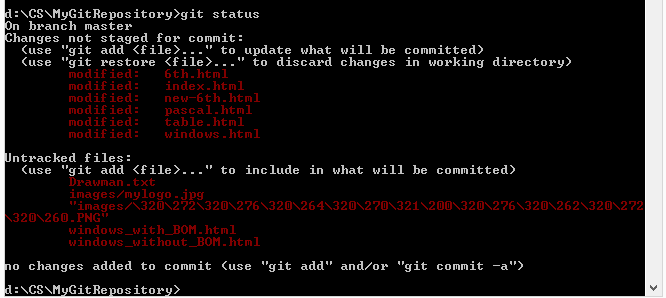 d:\CS\MyGitRepository>git status
On branch master
Changes not staged for commit:
  (use "git add <file>..." to update what will be committed)
  (use "git restore <file>..." to discard changes in working directory)
        modified:   6th.html
        modified:   index.html
        modified:   new-6th.html
        modified:   pascal.html
        modified:   table.html
        modified:   windows.html

Untracked files:
  (use "git add <file>..." to include in what will be committed)
        Drawman.txt
        images/mylogo.jpg
        "images/\320\272\320\276\320\264\320\270\321\200\320\276\320\262\320\272
\320\260.PNG"
        windows_with_BOM.html
        windows_without_BOM.html

no changes added to commit (use "git add" and/or "git commit -a")

d:\CS\MyGitRepository>